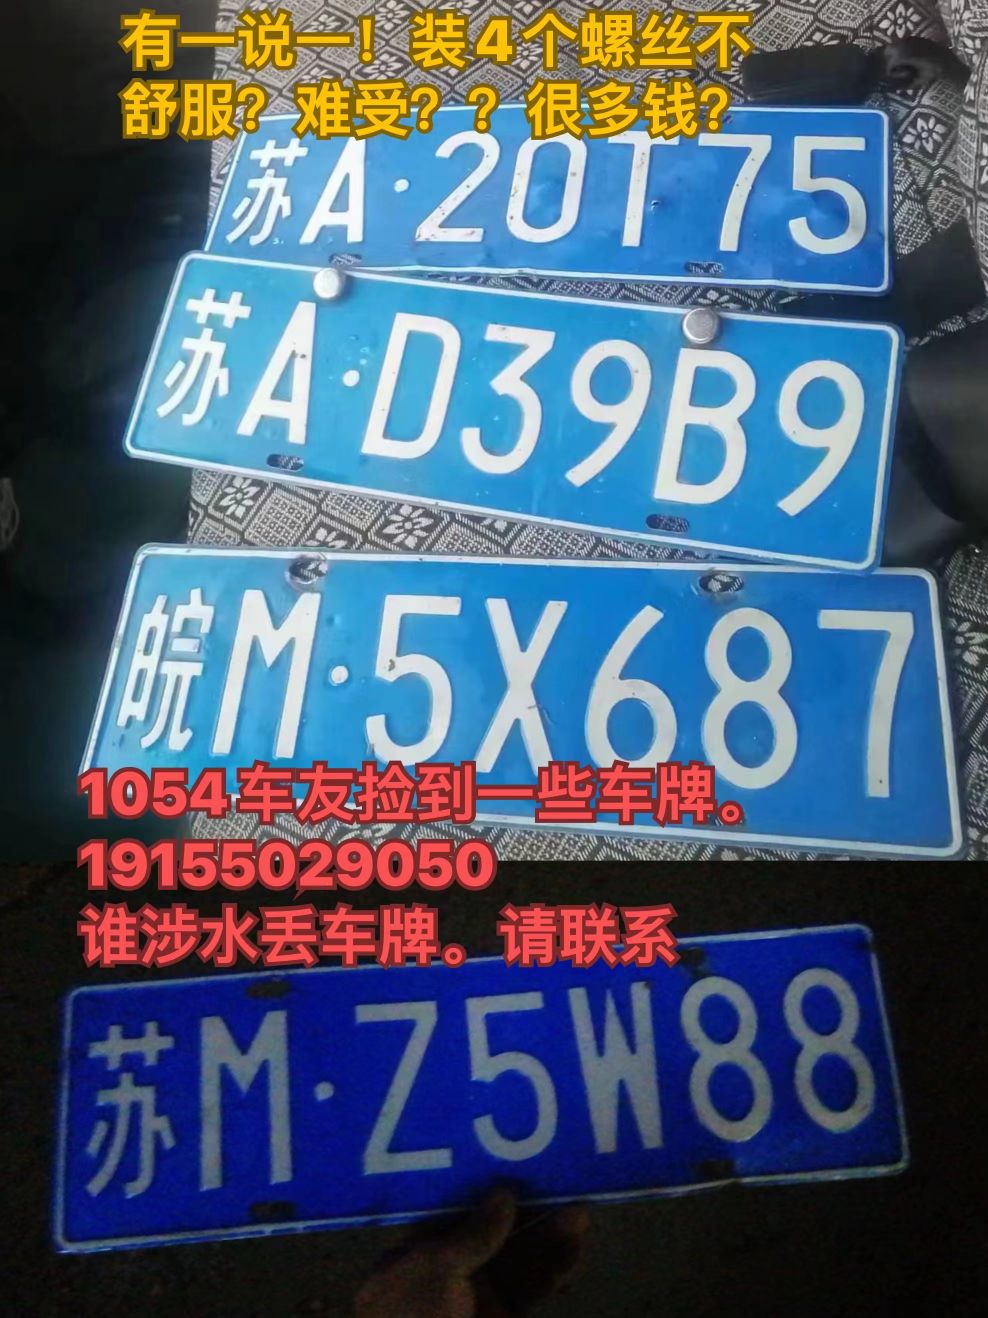 有一说一！装4个螺丝不
舒服？难受？？很多钱？
苏A·20T75
苏A·D39B9
皖M·5X687
1054车友捡到一些车牌。
19155029050
谁涉水丢车牌。请联系
苏M·Z5W88